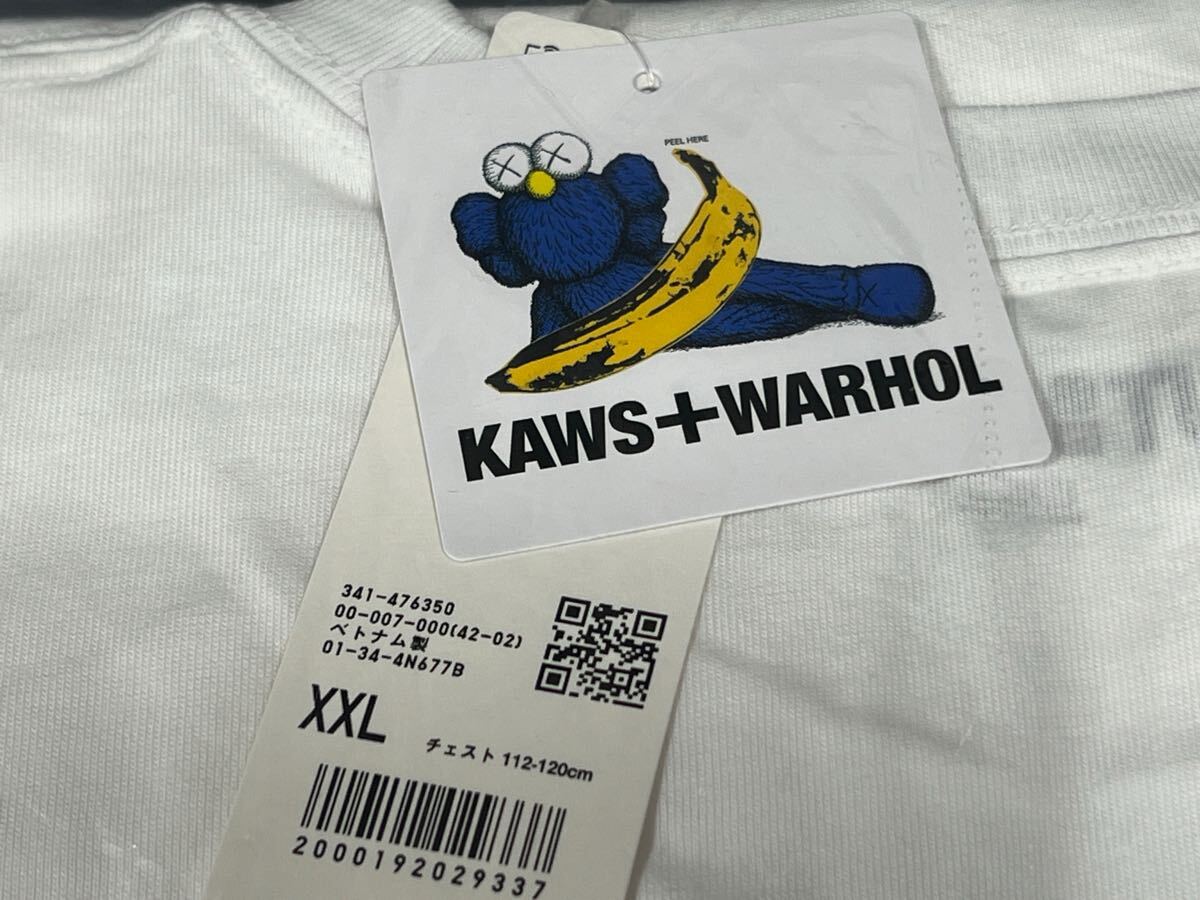 PEEL HERE
KAWS+WARHOL
341-476350
00-007-000(42-02)
ベトナム製
01-34-4N677B
XXL
チェスト 112-120cm
2000192029337